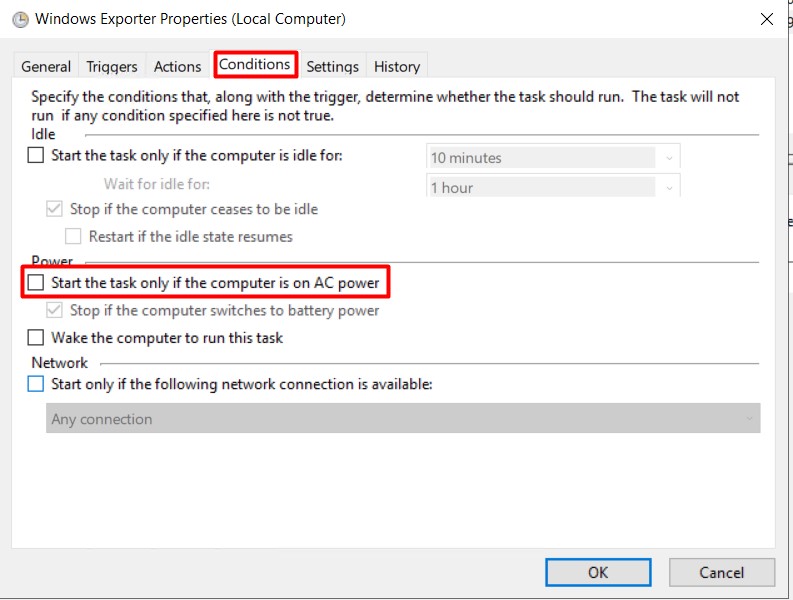 Windows Exporter Properties (Local Computer)
General Triggers Actions Conditions Settings History
Specify the conditions that, along with the trigger, determine whether the task should run.  The task will not
run  if any condition specified here is not true.
Idle
Start the task only if the computer is idle for:
10 minutes
Wait for idle for:
1 hour
Stop if the computer ceases to be idle
Restart if the idle state resumes
Power
Start the task only if the computer is on AC power
Stop if the computer switches to battery power
Wake the computer to run this task
Network
Start only if the following network connection is available:
Any connection
OK Cancel